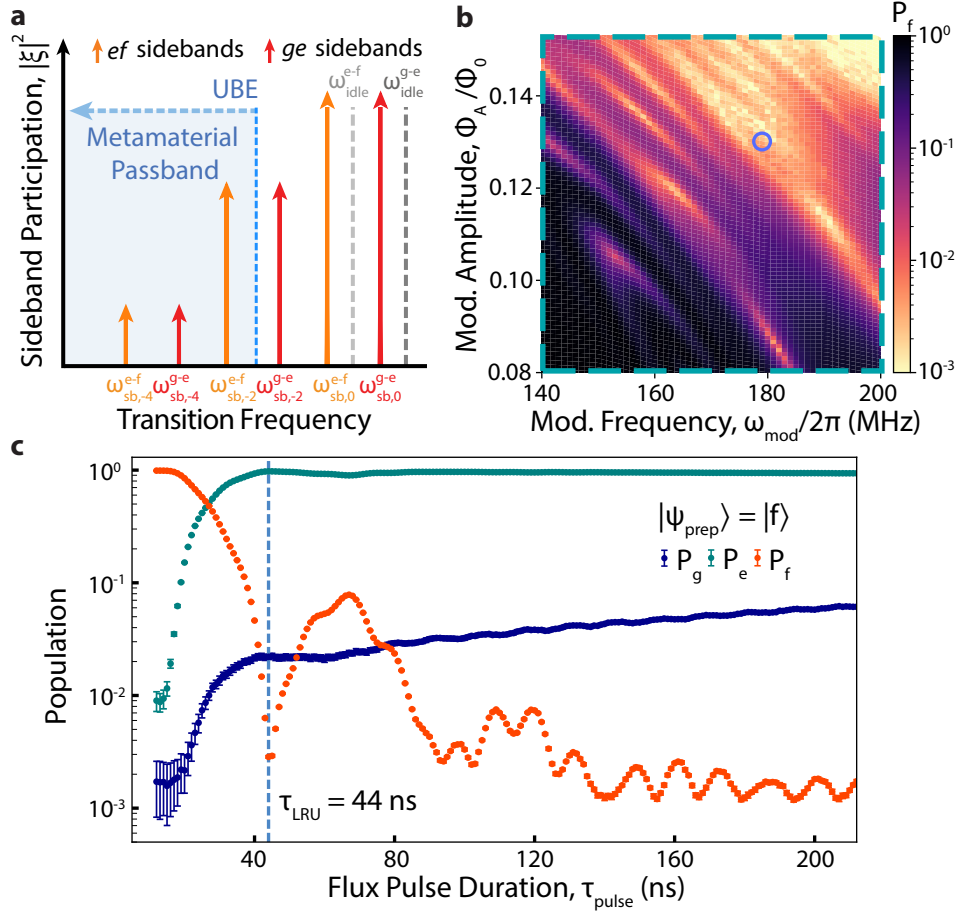 a
ef sidebands
ge sidebands
Sideband Participation, |ξ|²
UBE
ω e-f idle
ω g-e idle
Metamaterial
Passband
ω e-f sb,-4
ω g-e sb,-4
ω e-f sb,-2
ω g-e sb,-2
ω e-f sb,0
ω g-e sb,0
Transition Frequency
b
P_f
Mod. Amplitude, Φ_A/Φ_0
0.14
0.12
0.10
0.08
140
160
180
200
Mod. Frequency, ω_mod/2π (MHz)
10⁰
10⁻¹
10⁻²
10⁻³
c
Population
10⁰
10⁻¹
10⁻²
10⁻³
|ψ_prep⟩ = |f⟩
P_g P_e P_f
τ_LRU = 44 ns
40
80
120
160
200
Flux Pulse Duration, τ_pulse (ns)